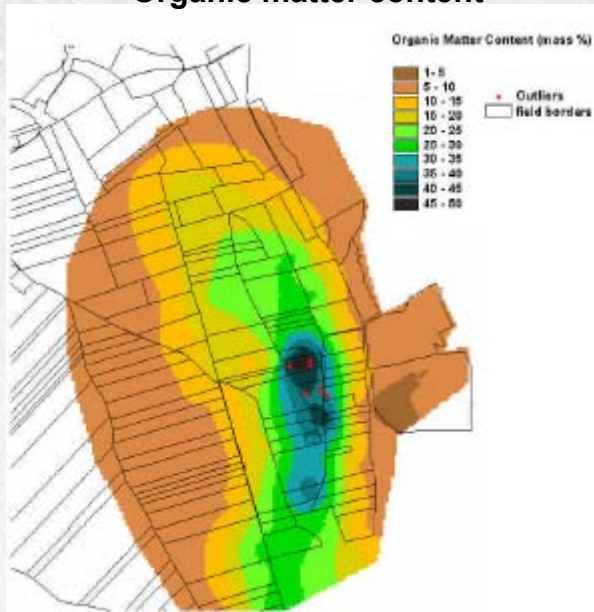 Organic matter content
Organic Matter Content (mass %)
1 - 5
5 - 10
10 - 15
15 - 20
20 - 25
25 - 30
30 - 35
35 - 40
40 - 45
45 - 50
Outliers
field borders